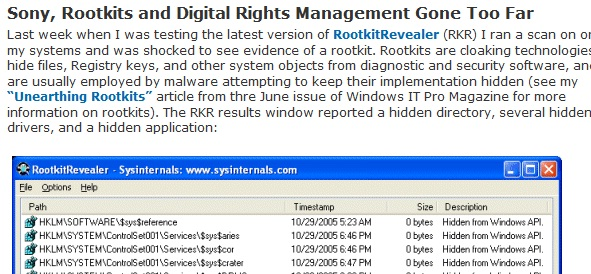 Sony, Rootkits and Digital Rights Management Gone Too Far
Last week when I was testing the latest version of RootkitRevealer (RKR) I ran a scan on
my systems and was shocked to see evidence of a rootkit. Rootkits are cloaking technologies
hide files, Registry keys, and other system objects from diagnostic and security software,
are usually employed by malware attempting to keep their implementation hidden (see my
“Unearthing Rootkits” article from thre June issue of Windows IT Pro Magazine for more
information on rootkits). The RKR results window reported a hidden directory, several hidden
drivers, and a hidden application:
RootkitRevealer - Sysinternals: www.sysinternals.com
File Options Help
Path Timestamp Size Description
HKLM\SOFTWARE\$sys$reference 10/29/2005 5:23 AM 0 bytes Hidden from Windows API.
HKLM\SYSTEM\ControlSet001\Services\$sys$aries 10/29/2005 6:46 PM 0 bytes Hidden from Windows API.
HKLM\SYSTEM\ControlSet001\Services\$sys$cor 10/29/2005 6:46 PM 0 bytes Hidden from Windows API.
HKLM\SYSTEM\ControlSet001\Services\$sys$crater 10/29/2005 6:47 PM 0 bytes Hidden from Windows API.